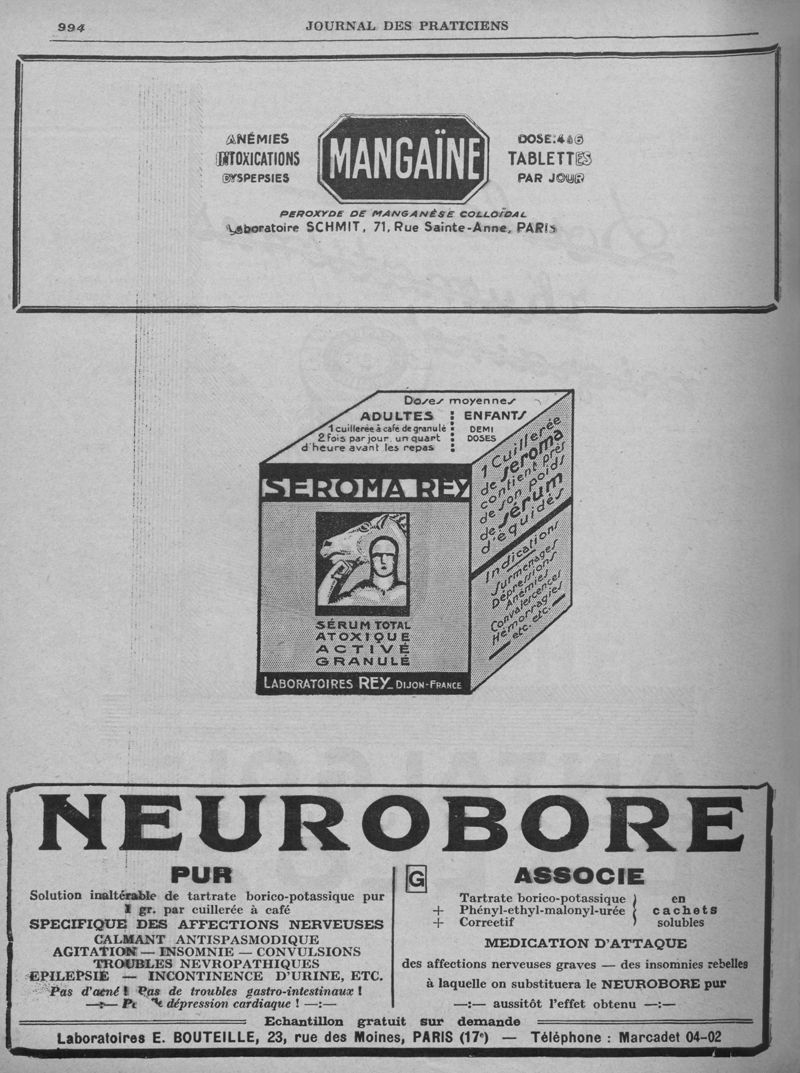 994
JOURNAL DES PRATICIENS
ANÉMIES
INTOXICATIONS
DYSPEPSIES
MANGAÏNE
DOSE: 4 à 6
TABLETTES
PAR JOUR
PEROXYDE DE MANGANÈSE COLLOÏDAL
Laboratoire SCHMIT, 71, Rue Sainte-Anne, PARIS
Doses moyennes
ADULTES
1 cuillerée à café de granulé
2 fois par jour, un quart
d'heure avant les repas
ENFANTS
DEMI
DOSES
SEROMA REY
SÉRUM TOTAL
ATOXIQUE
ACTIVÉ
GRANULÉ
LABORATOIRES REY_ DIJON-FRANCE
1 Cuillerée
de seroma
contient près
de son poids
de sérum
d'équidés
Indications
Surmenages
Dépressions
Anémies
Convalescences
Hémorragies
etc. etc.
NEUROBORE
PUR
Solution inaltérable de tartrate borico-potassique pur
1 gr. par cuillerée à café
SPECIFIQUE DES AFFECTIONS NERVEUSES
CALMANT ANTISPASMODIQUE
AGITATION — INSOMNIE — CONVULSIONS
TROUBLES NEVROPATHIQUES
EPILEPSIE — INCONTINENCE D'URINE, ETC.
Pas d'acné ! Pas de troubles gastro-intestinaux !
dépression cardiaque ! —:—
G
ASSOCIE
Tartrate borico-potassique
+ Phényl-ethyl-malonyl-urée
+ Correctif
en
cachets
solubles
MEDICATION D'ATTAQUE
des affections nerveuses graves — des insomnies rebelles
à laquelle on substituera le NEUROBORE pur
—:— aussitôt l'effet obtenu —:—
Echantillon gratuit sur demande
Laboratoires E. BOUTEILLE, 23, rue des Moines, PARIS (17e) — Téléphone : Marcadet 04-02